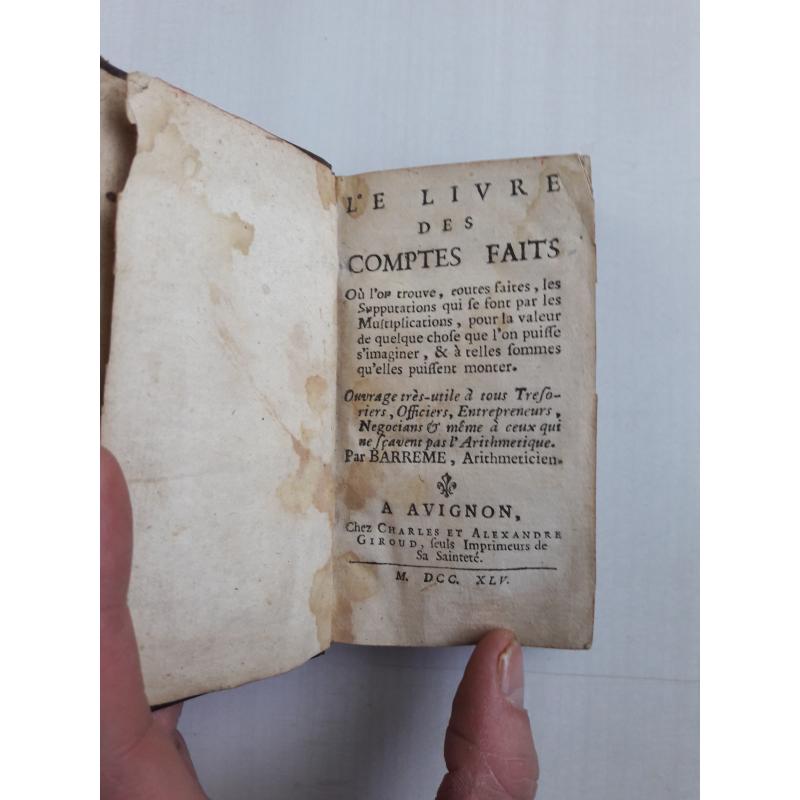 LE LIVRE
DES
COMPTES FAITS
Où l'on trouve, toutes faites, les
Supputations qui se font par les
Multiplications, pour la valeur
de quelque chose que l'on puisse
s'imaginer, & à telles sommes
qu'elles puissent monter.
Ouvrage très-utile à tous Treso-
riers, Officiers, Entrepreneurs,
Negocians & même à ceux qui
ne sçavent pas l'Arithmetique.
Par BARREME, Arithmeticien.
A AVIGNON,
Chez CHARLES ET ALEXANDRE
GIROUD, seuls Imprimeurs de
Sa Sainteté.
M. DCC. XLV.